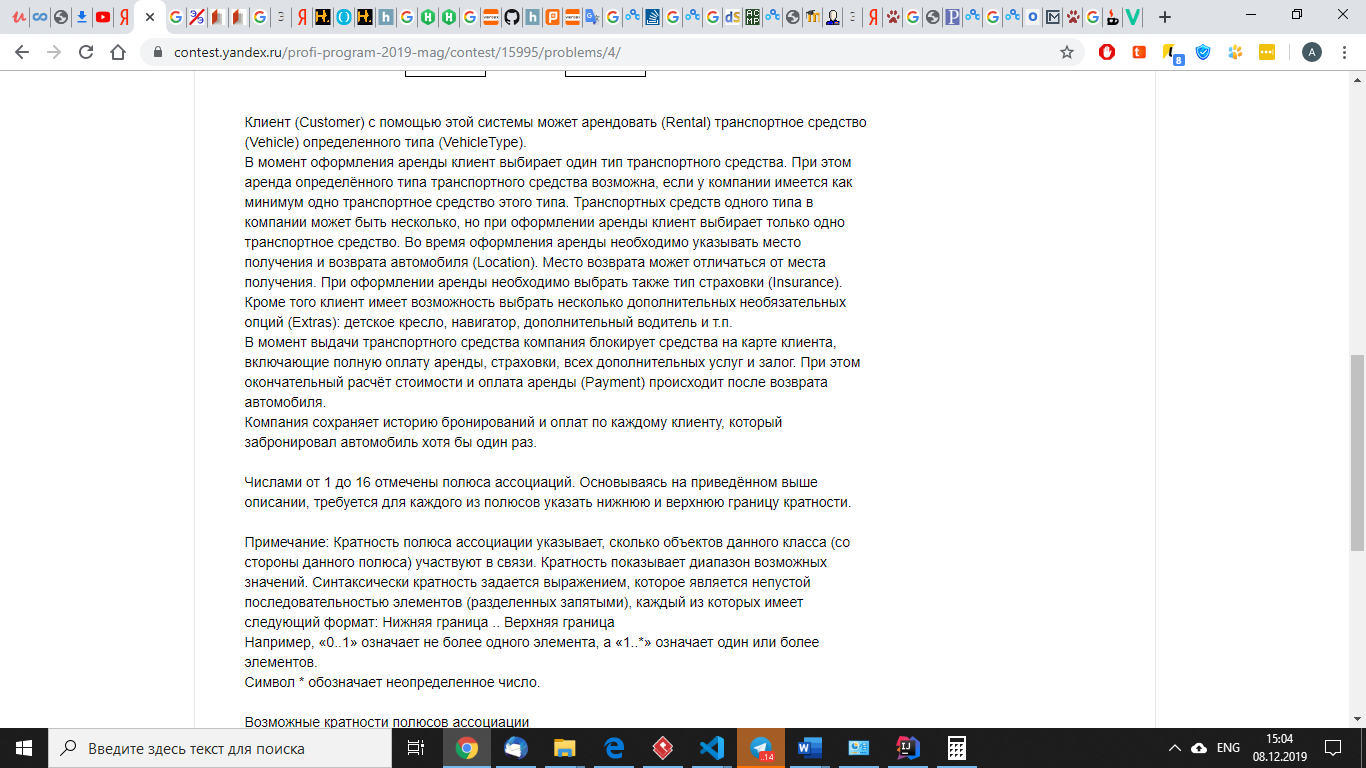 contest.yandex.ru/profi-program-2019-mag/contest/15995/problems/4/
Клиент (Customer) с помощью этой системы может арендовать (Rental) транспортное средство
(Vehicle) определенного типа (VehicleType).
В момент оформления аренды клиент выбирает один тип транспортного средства. При этом
аренда определённого типа транспортного средства возможна, если у компании имеется как
минимум одно транспортное средство этого типа. Транспортных средств одного типа в
компании может быть несколько, но при оформлении аренды клиент выбирает только одно
транспортное средство. Во время оформления аренды необходимо указывать место
получения и возврата автомобиля (Location). Место возврата может отличаться от места
получения. При оформлении аренды необходимо выбрать также тип страховки (Insurance).
Кроме того клиент имеет возможность выбрать несколько дополнительных необязательных
опций (Extras): детское кресло, навигатор, дополнительный водитель и т.п.
В момент выдачи транспортного средства компания блокирует средства на карте клиента,
включающие полную оплату аренды, страховки, всех дополнительных услуг и залог. При этом
окончательный расчёт стоимости и оплата аренды (Payment) происходит после возврата
автомобиля.
Компания сохраняет историю бронирований и оплат по каждому клиенту, который
забронировал автомобиль хотя бы один раз.
Числами от 1 до 16 отмечены полюса ассоциаций. Основываясь на приведённом выше
описании, требуется для каждого из полюсов указать нижнюю и верхнюю границу кратности.
Примечание: Кратность полюса ассоциации указывает, сколько объектов данного класса (со
стороны данного полюса) участвуют в связи. Кратность показывает диапазон возможных
значений. Синтаксически кратность задается выражением, которое является непустой
последовательностью элементов (разделенных запятыми), каждый из которых имеет
следующий формат: Нижняя граница .. Верхняя граница
Например, «0..1» означает не более одного элемента, а «1..*» означает один или более
элементов.
Символ * обозначает неопределенное число.
Возможные кратности полюсов ассоциации
Введите здесь текст для поиска
ENG
15:04
08.12.2019